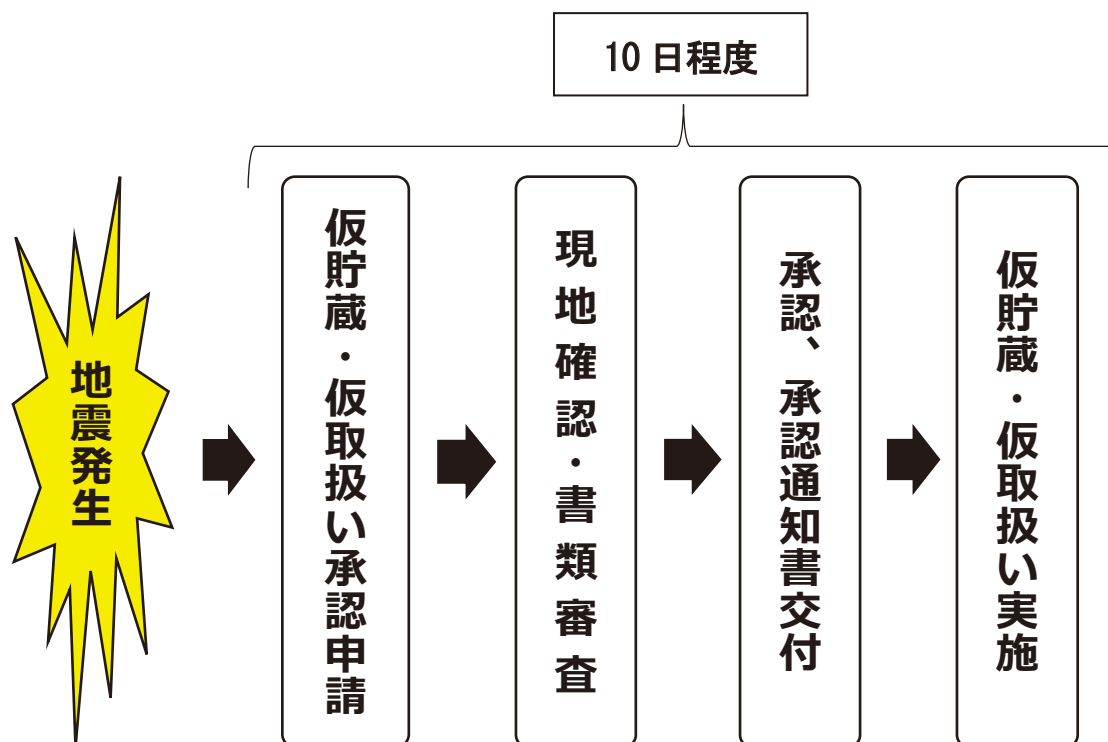 10日程度
地震発生
仮貯蔵・仮取扱い承認申請
現地確認・書類審査
承認、承認通知書交付
仮貯蔵・仮取扱い実施